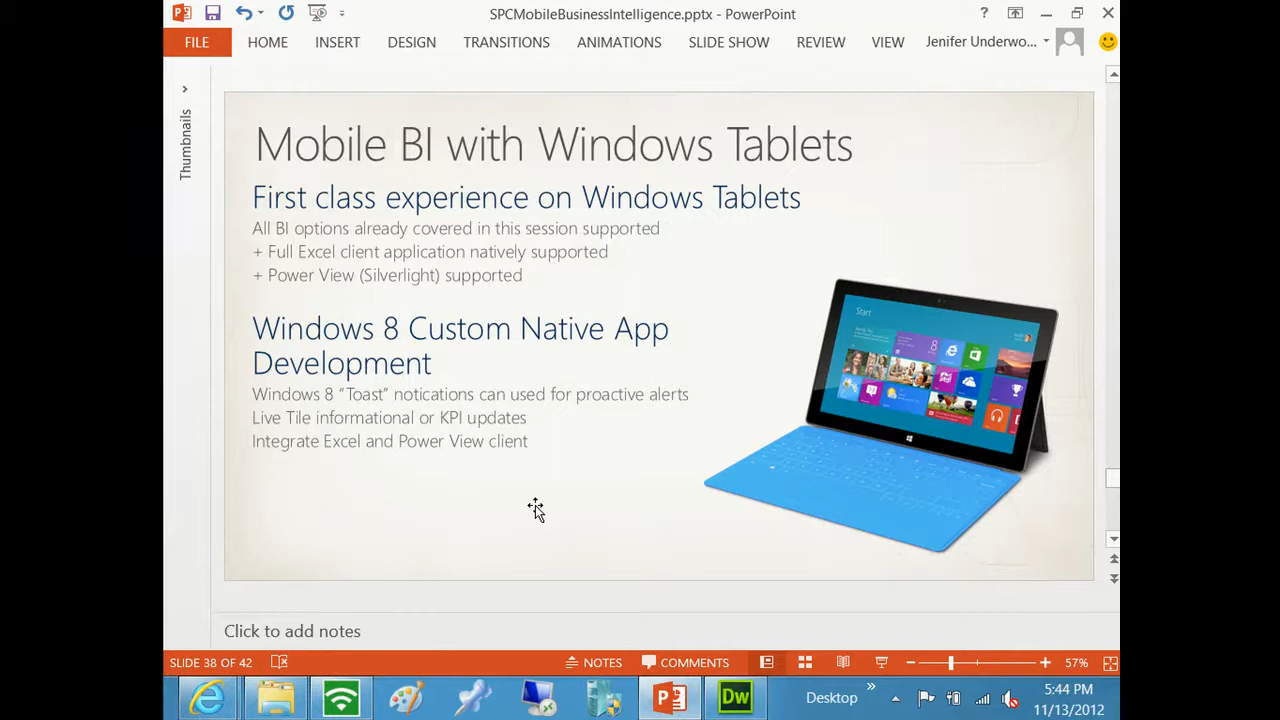 SPCMobileBusinessIntelligence.pptx - PowerPoint
?
FILE HOME INSERT DESIGN TRANSITIONS ANIMATIONS SLIDE SHOW REVIEW VIEW Jenifer Underwo...
Thumbnails
Mobile BI with Windows Tablets
First class experience on Windows Tablets
All BI options already covered in this session supported
+ Full Excel client application natively supported
+ Power View (Silverlight) supported
Start
Windows 8 Custom Native App
Development
Windows 8 “Toast” notications can used for proactive alerts
Live Tile informational or KPI updates
Integrate Excel and Power View client
Click to add notes
SLIDE 38 OF 42 NOTES COMMENTS 57%
Dw Desktop 5:44 PM
11/13/2012